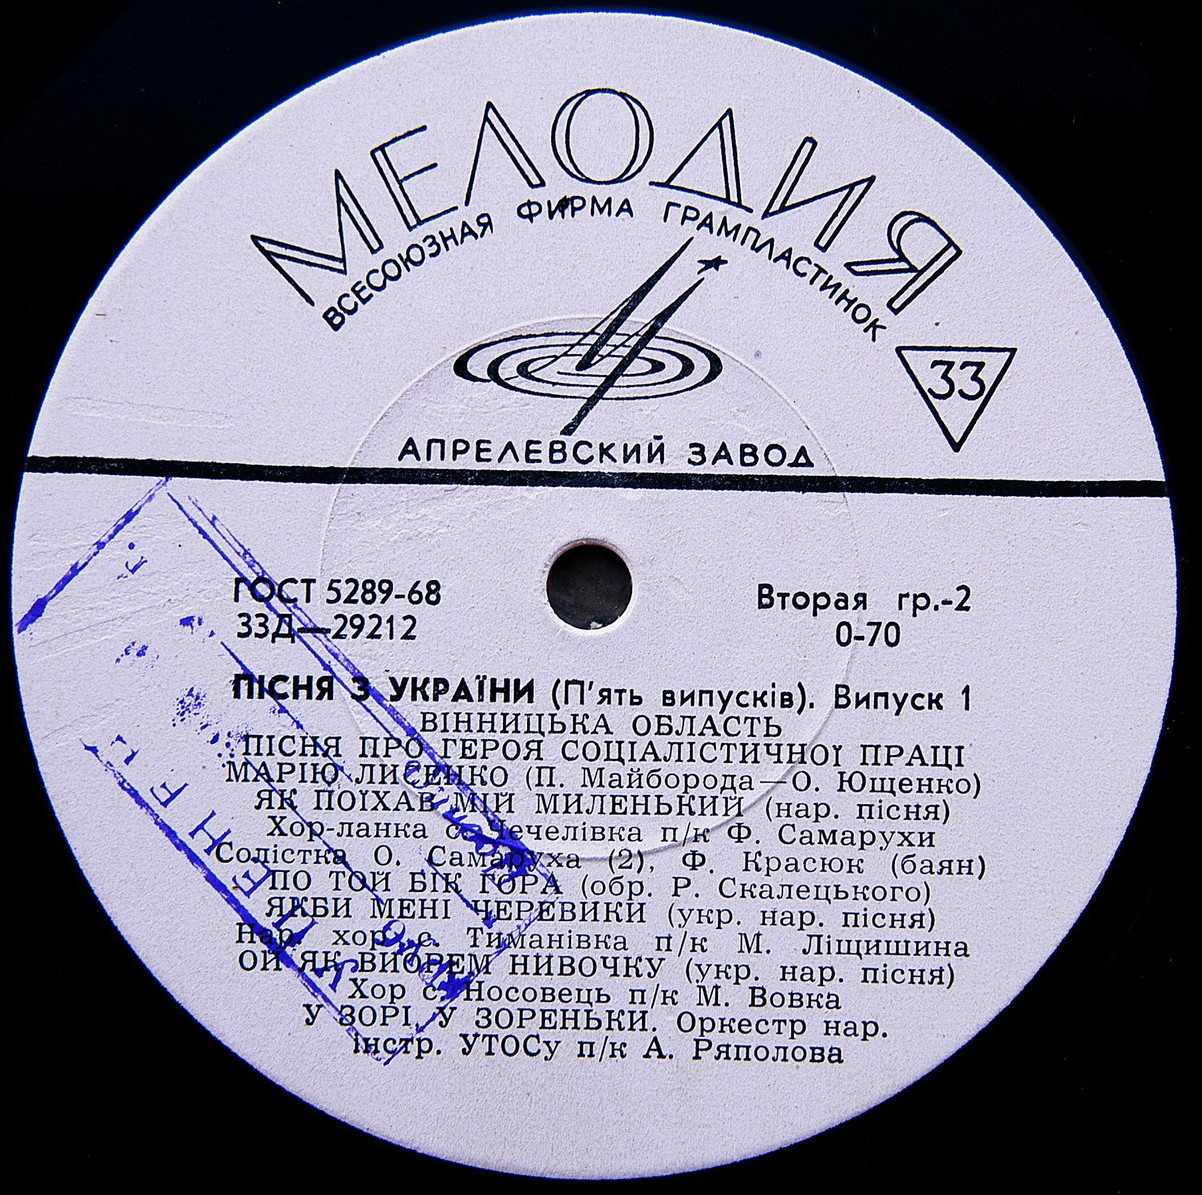 МЕЛОДИЯ
ВСЕСОЮЗНАЯ ФИРМА ГРАМПЛАСТИНОК
33
АПРЕЛЕВСКИЙ ЗАВОД
ГОСТ 5289-68
Вторая гр.-2
33Д—29212
0-70
ПІСНЯ З УКРАЇНИ (П'ять випусків). Випуск 1
ВІННИЦЬКА ОБЛАСТЬ
ПІСНЯ ПРО ГЕРОЯ СОЦІАЛІСТИЧНОЇ ПРАЦІ
МАРІЮ ЛИСЕНКО (П. Майборода—О. Ющенко)
ЯК ПОЇХАВ МІЙ МИЛЕНЬКИЙ (нар. пісня)
Хор-ланка с. Чечелівка п/к Ф. Самарухи
Солістка О. Самаруха (2), Ф. Красюк (баян)
ПО ТОЙ БІК ГОРА (обр. Р. Скалецького)
ЯКБИ МЕНІ ЧЕРЕВИКИ (укр. нар. пісня)
Нар. хор с. Тиманівка п/к М. Ліщишина
ОЙ ЯК ВИОРЕМ НИВОЧКУ (укр. нар. пісня)
Хор с. Носовець п/к М. Вовка
У ЗОРІ, У ЗОРЕНЬКИ. Оркестр нар.
інстр. УТОСу п/к А. Ряполова